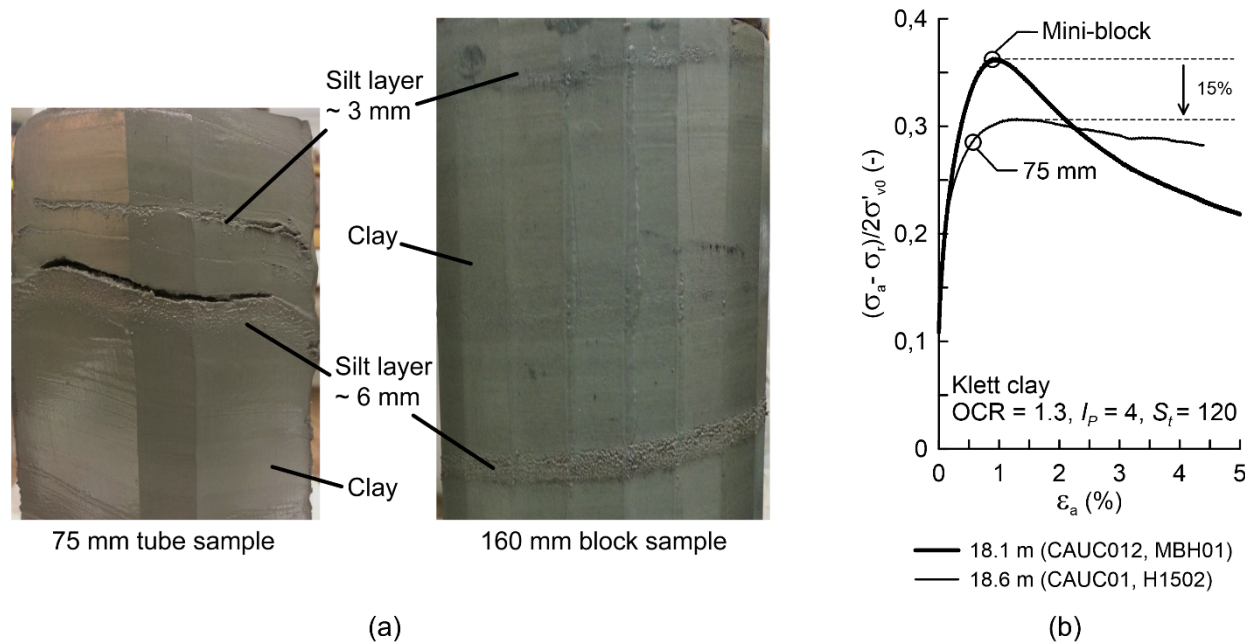 Silt layer
~ 3 mm
Clay
Silt layer
~ 6 mm
Clay
75 mm tube sample
160 mm block sample
(a)
0,4
0,3
0,2
0,1
0
(σa - σr)/2σ'v0 (-)
Mini-block
15%
75 mm
Klett clay
OCR = 1.3, IP = 4, St = 120
0 1 2 3 4 5
εa (%)
18.1 m (CAUC012, MBH01)
18.6 m (CAUC01, H1502)
(b)